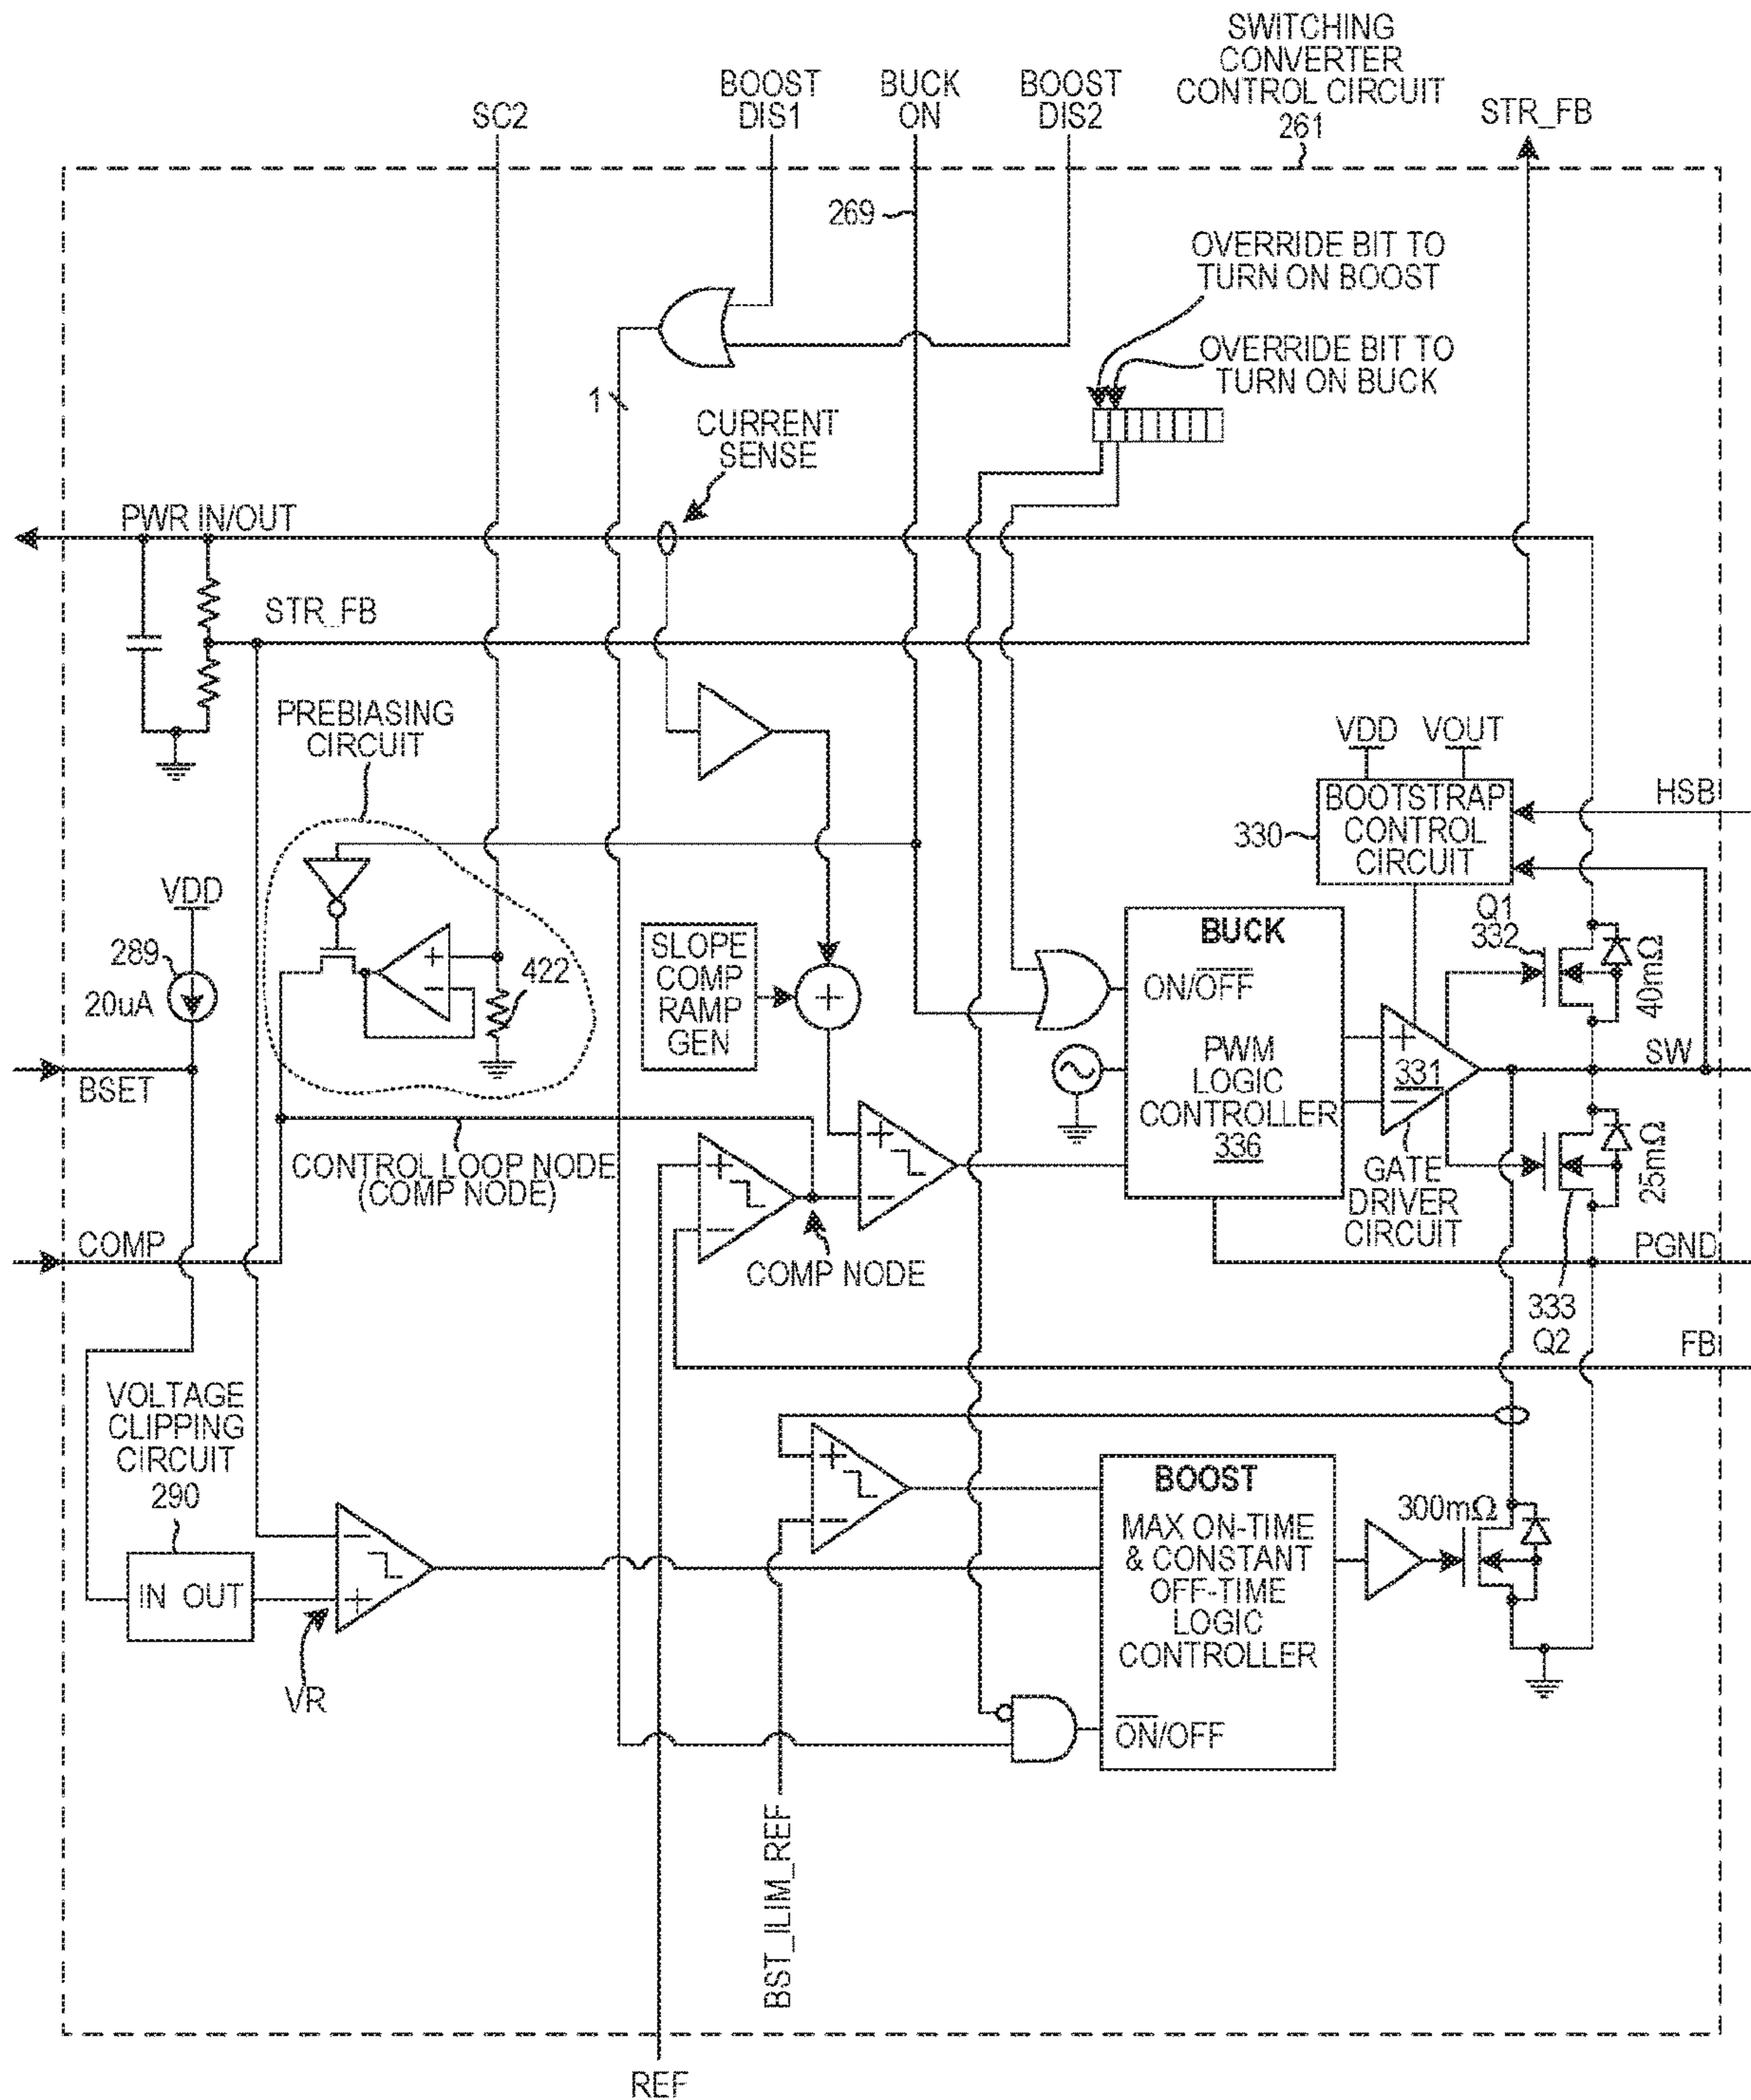 SWITCHING
CONVERTER
CONTROL CIRCUIT
261
SC2
BOOST
DIS1
BUCK
ON
BOOST
DIS2
STR_FB
269
OVERRIDE BIT TO
TURN ON BOOST
OVERRIDE BIT TO
TURN ON BUCK
1
CURRENT
SENSE
PWR IN/OUT
STR_FB
PREBIASING
CIRCUIT
VDD
VOUT
HSB
330
BOOTSTRAP
CONTROL
CIRCUIT
VDD
289
20uA
+
−
422
SLOPE
COMP
RAMP
GEN
+
BUCK
ON/OFF
PWM
LOGIC
CONTROLLER
336
Q1
332
40mΩ
+
331
−
SW
BSET
GATE
DRIVER
CIRCUIT
25mΩ
CONTROL LOOP NODE
(COMP NODE)
+
−
+
−
COMP
COMP NODE
PGND
333
Q2
FB
VOLTAGE
CLIPPING
CIRCUIT
290
+
−
BOOST
MAX ON-TIME
& CONSTANT
OFF-TIME
LOGIC
CONTROLLER
ON/OFF
300mΩ
IN OUT
−
+
VR
BST_ILIM_REF
REF